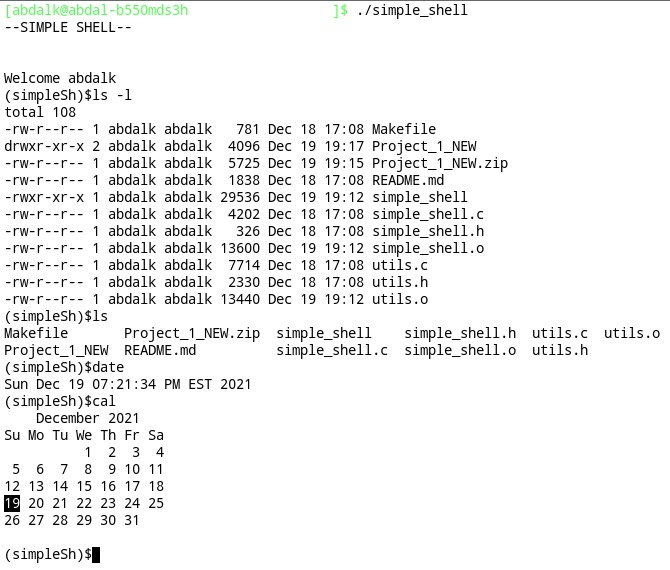 [abdalk@abdal-b550mds3h                  ]$ ./simple_shell
--SIMPLE SHELL--
Welcome abdalk
(simpleSh)$ls -l
total 108
-rw-r--r-- 1 abdalk abdalk   781 Dec 18 17:08 Makefile
drwxr-xr-x 2 abdalk abdalk  4096 Dec 19 19:17 Project_1_NEW
-rw-r--r-- 1 abdalk abdalk  5725 Dec 19 19:15 Project_1_NEW.zip
-rw-r--r-- 1 abdalk abdalk  1838 Dec 18 17:08 README.md
-rwxr-xr-x 1 abdalk abdalk 29536 Dec 19 19:12 simple_shell
-rw-r--r-- 1 abdalk abdalk  4202 Dec 18 17:08 simple_shell.c
-rw-r--r-- 1 abdalk abdalk   326 Dec 18 17:08 simple_shell.h
-rw-r--r-- 1 abdalk abdalk 13600 Dec 19 19:12 simple_shell.o
-rw-r--r-- 1 abdalk abdalk  7714 Dec 18 17:08 utils.c
-rw-r--r-- 1 abdalk abdalk  2330 Dec 18 17:08 utils.h
-rw-r--r-- 1 abdalk abdalk 13440 Dec 19 19:12 utils.o
(simpleSh)$ls
Makefile       Project_1_NEW.zip  simple_shell    simple_shell.h  utils.c  utils.o
Project_1_NEW  README.md          simple_shell.c  simple_shell.o  utils.h
(simpleSh)$date
Sun Dec 19 07:21:34 PM EST 2021
(simpleSh)$cal
    December 2021
Su Mo Tu We Th Fr Sa
          1  2  3  4
 5  6  7  8  9 10 11
12 13 14 15 16 17 18
19 20 21 22 23 24 25
26 27 28 29 30 31
(simpleSh)$